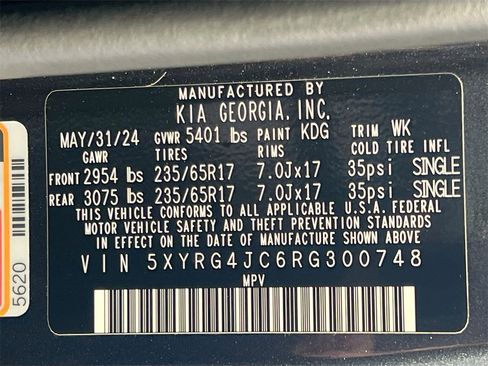 MANUFACTURED BY
KIA GEORGIA, INC.
MAY/31/24 GVWR 5401 lbs PAINT KDG TRIM WK
GAWR TIRES RIMS COLD TIRE INFL
FRONT 2954 lbs 235/65R17 7.0Jx17 35psi SINGLE
REAR 3075 lbs 235/65R17 7.0Jx17 35psi SINGLE
THIS VEHICLE CONFORMS TO ALL APPLICABLE U.S.A. FEDERAL
MOTOR VEHICLE SAFETY AND THEFT PREVENTION STANDARDS
IN EFFECT ON THE DATE OF MANUFACTURE SHOWN ABOVE.
VIN 5XYRG4JC6RG300748
MPV
5620